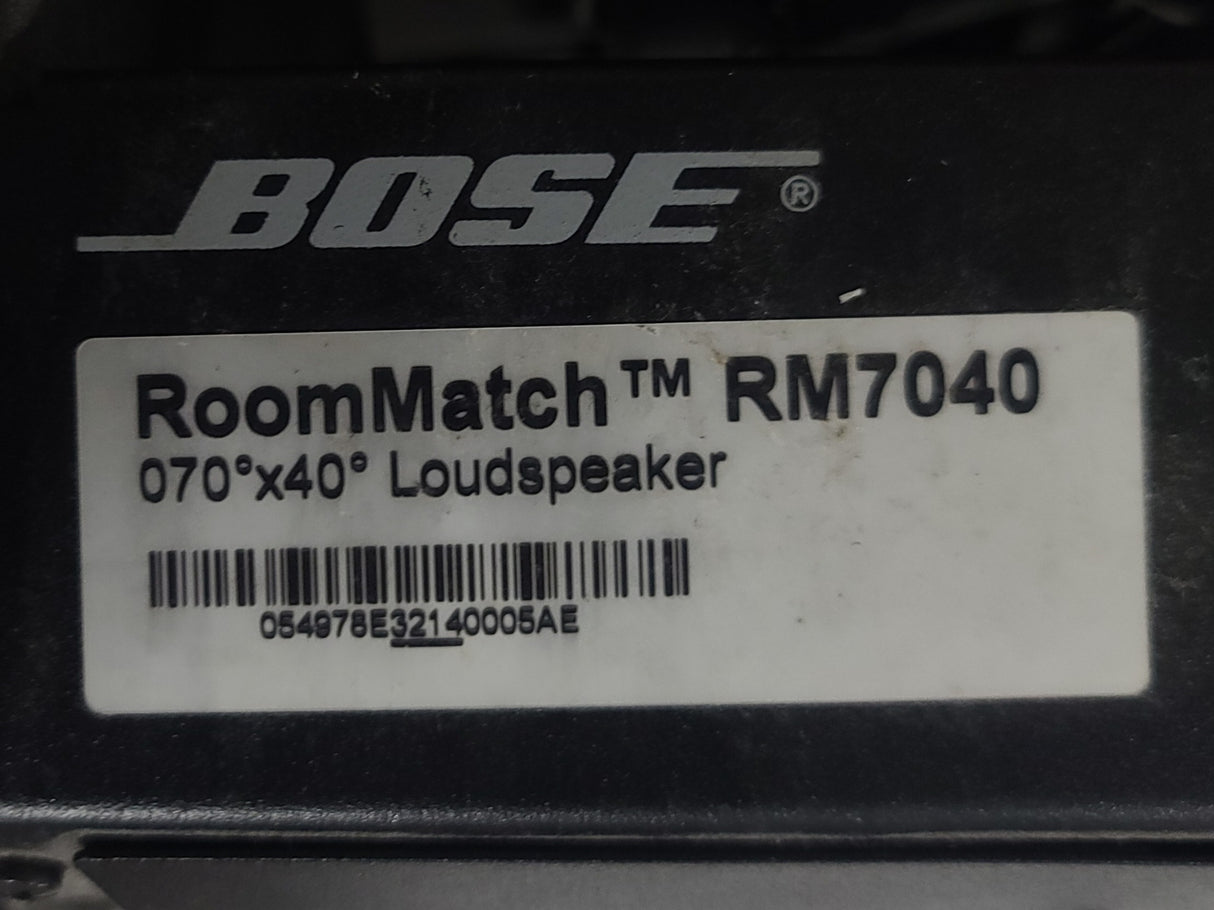 BOSE®
RoomMatch™ RM7040
070°x40° Loudspeaker
054978E32140005AE